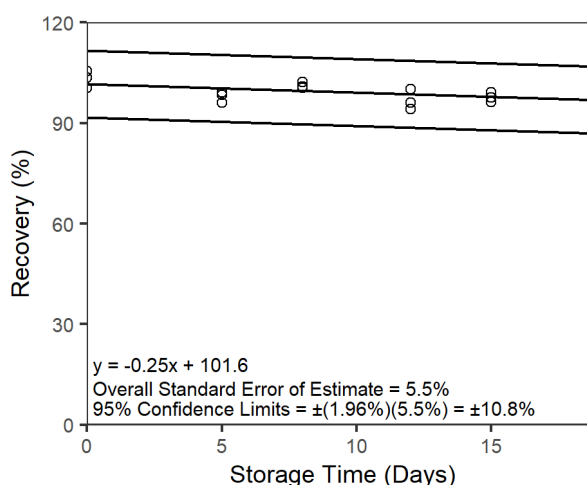 120
90
60
30
0
Recovery (%)
y = -0.25x + 101.6
Overall Standard Error of Estimate = 5.5%
95% Confidence Limits = ±(1.96%)(5.5%) = ±10.8%
0 5 10 15
Storage Time (Days)